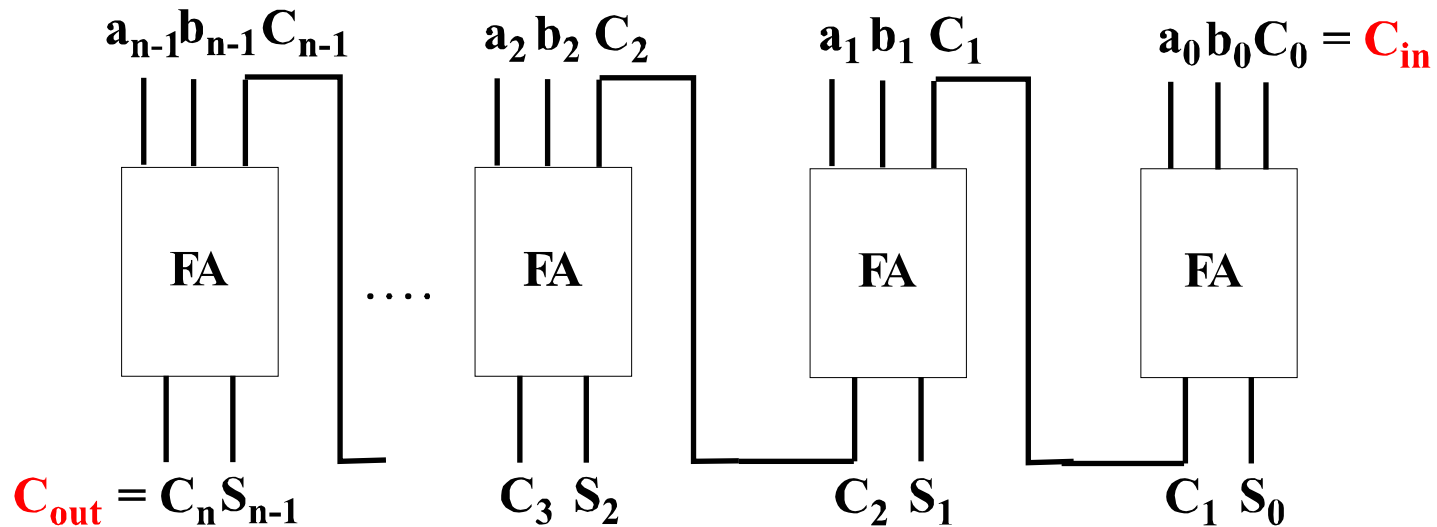 aₙ₋₁ bₙ₋₁ Cₙ₋₁ a₂ b₂ C₂ a₁ b₁ C₁ a₀ b₀ C₀ = Cᵢₙ
FA .... FA FA FA
Cₒᵤₜ = Cₙ Sₙ₋₁ C₃ S₂ C₂ S₁ C₁ S₀